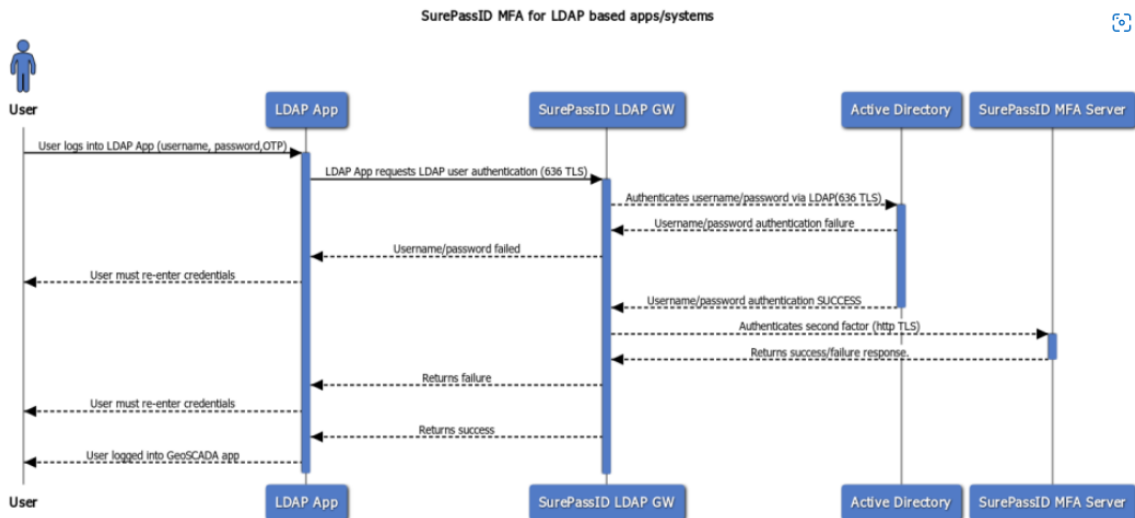 SurePassID MFA for LDAP based apps/systems
User
LDAP App
SurePassID LDAP GW
Active Directory
SurePassID MFA Server
User logs into LDAP App (username, password,OTP)
LDAP App requests LDAP user authentication (636 TLS)
Authenticates username/password via LDAP(636 TLS)
Username/password authentication failure
Username/password failed
User must re-enter credentials
Username/password authentication SUCCESS
Authenticates second factor (http TLS)
Returns success/failure response.
Returns failure
User must re-enter credentials
Returns success
User logged into GeoSCADA app
User
LDAP App
SurePassID LDAP GW
Active Directory
SurePassID MFA Server